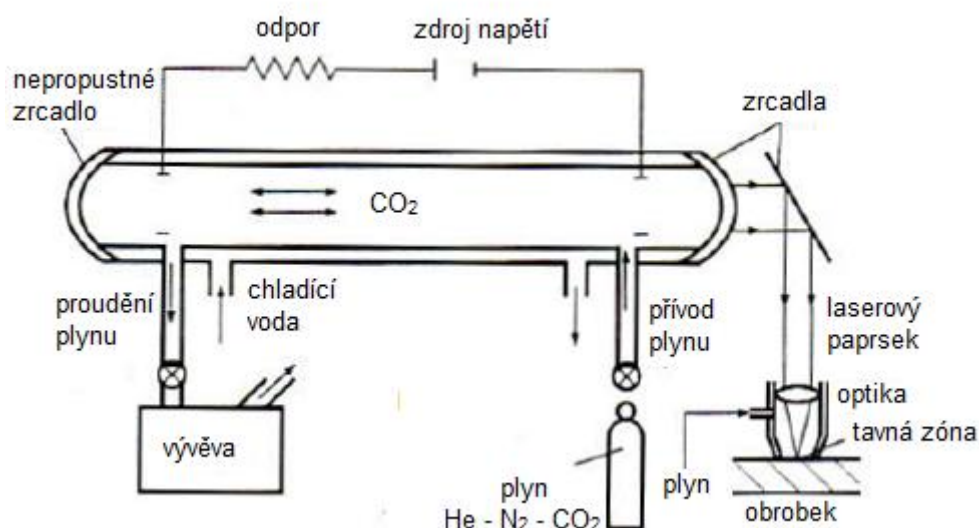 odpor
zdroj napětí
nepropustné
zrcadlo
zrcadla
CO₂
proudění
plynu
chladící
voda
přívod
plynu
laserový
paprsek
optika
tavná zóna
vývěva
plyn
He - N₂ - CO₂
plyn
obrobek